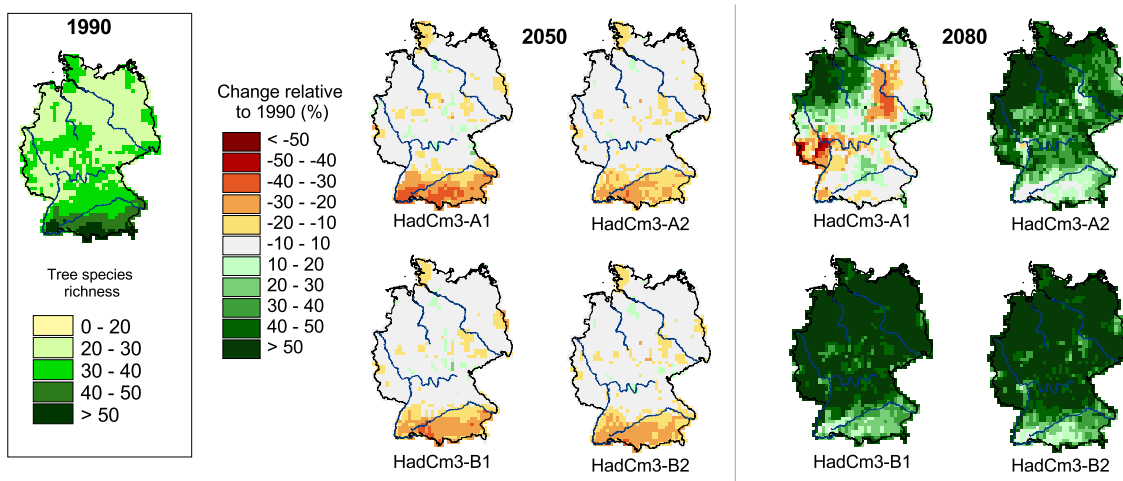 1990
Tree species
richness
0 - 20
20 - 30
30 - 40
40 - 50
> 50
Change relative
to 1990 (%)
< -50
-50 - -40
-40 - -30
-30 - -20
-20 - -10
-10 - 10
10 - 20
20 - 30
30 - 40
40 - 50
> 50
2050
HadCm3-A1
HadCm3-A2
HadCm3-B1
HadCm3-B2
2080
HadCm3-A1
HadCm3-A2
HadCm3-B1
HadCm3-B2